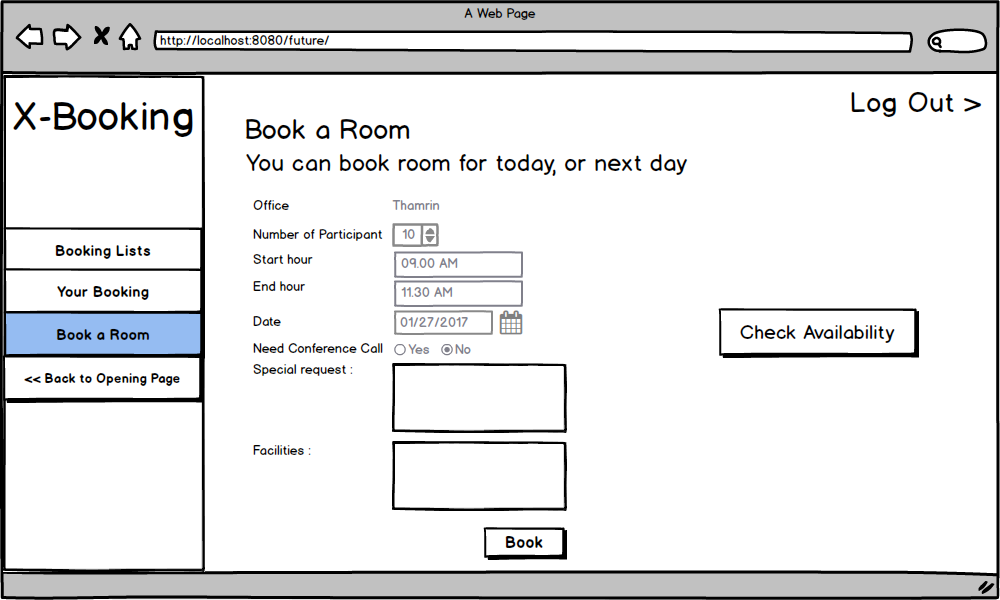 A Web Page
http://localhost:8080/future/
X-Booking
Log Out >
Book a Room
You can book room for today, or next day
Booking Lists
Your Booking
Book a Room
<< Back to Opening Page
Office Thamrin
Number of Participant 10
Start hour 09.00 AM
End hour 11.30 AM
Date 01/27/2017
Need Conference Call Yes No
Special request :
Facilities :
Check Availability
Book